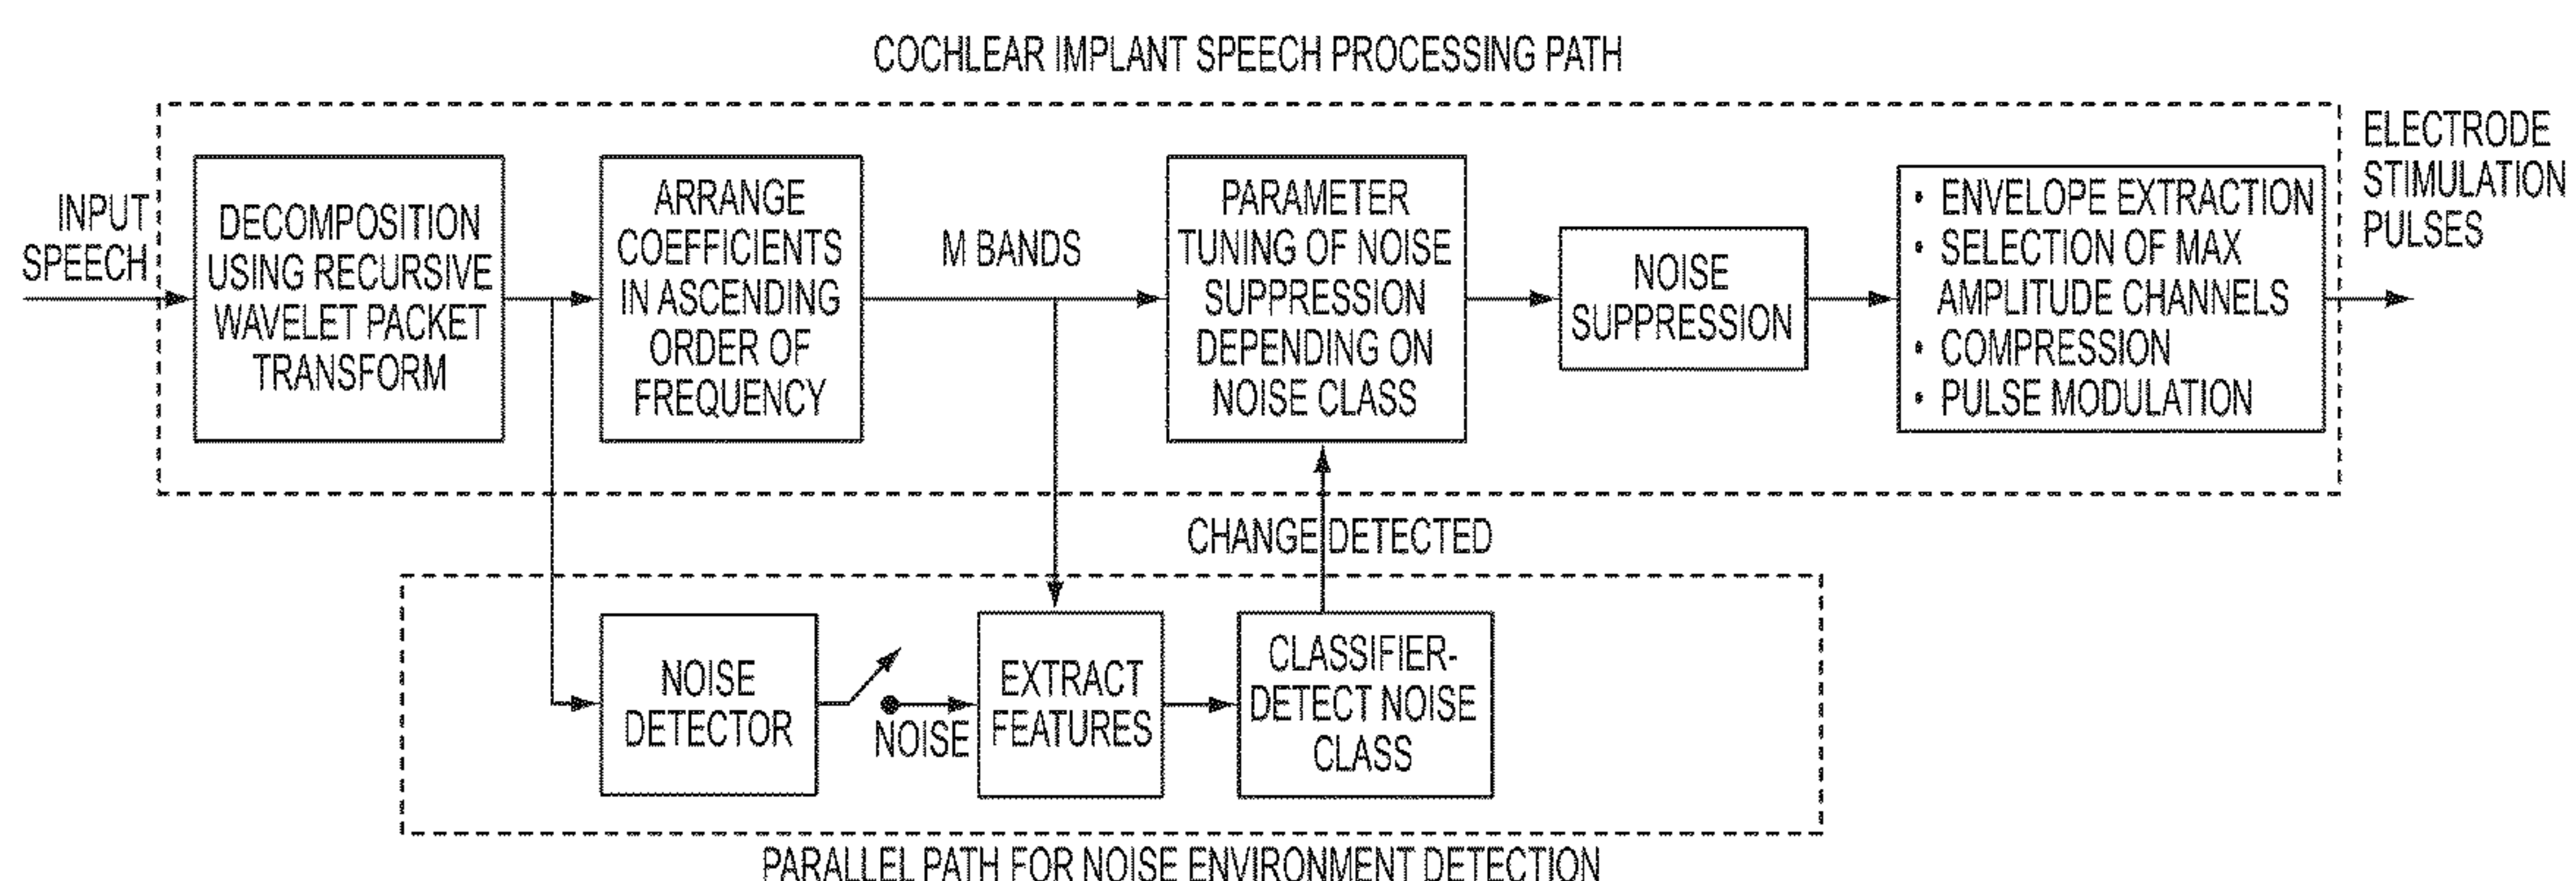 COCHLEAR IMPLANT SPEECH PROCESSING PATH
INPUT
SPEECH
DECOMPOSITION
USING RECURSIVE
WAVELET PACKET
TRANSFORM
ARRANGE
COEFFICIENTS
IN ASCENDING
ORDER OF
FREQUENCY
M BANDS
PARAMETER
TUNING OF NOISE
SUPPRESSION
DEPENDING ON
NOISE CLASS
NOISE
SUPPRESSION
• ENVELOPE EXTRACTION
• SELECTION OF MAX
AMPLITUDE CHANNELS
• COMPRESSION
• PULSE MODULATION
ELECTRODE
STIMULATION
PULSES
CHANGE DETECTED
NOISE
DETECTOR
NOISE
EXTRACT
FEATURES
CLASSIFIER-
DETECT NOISE
CLASS
PARALLEL PATH FOR NOISE ENVIRONMENT DETECTION